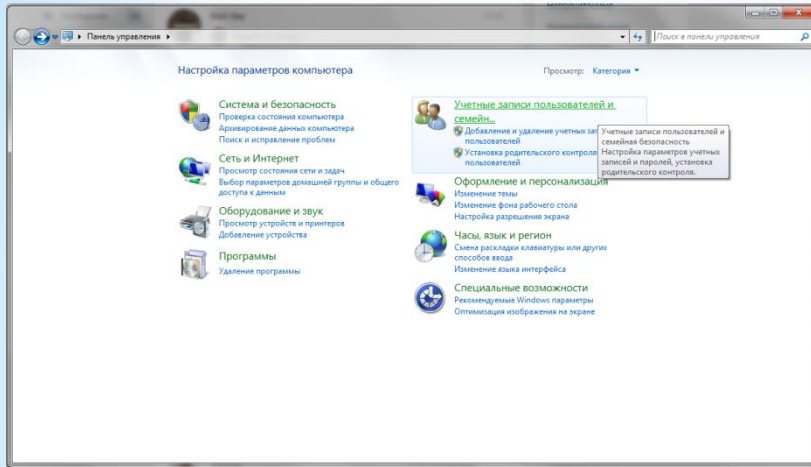 Панель управления
Поиск в панели управления
Настройка параметров компьютера
Просмотр: Категория
Система и безопасность
Проверка состояния компьютера
Архивирование данных компьютера
Поиск и исправление проблем
Сеть и Интернет
Просмотр состояния сети и задач
Выбор параметров домашней группы и общего
доступа к данным
Оборудование и звук
Просмотр устройств и принтеров
Добавление устройства
Программы
Удаление программы
Учетные записи пользователей и
семейн...
Добавление и удаление учетных
пользователей
Установка родительского контроля
пользователей
Учетные записи пользователей и
семейная безопасность
Настройка параметров учетных
записей и паролей, установка
родительского контроля.
Оформление и персонализация
Изменение темы
Изменение фона рабочего стола
Настройка разрешения экрана
Часы, язык и регион
Смена раскладки клавиатуры или других
способов ввода
Изменение языка интерфейса
Специальные возможности
Рекомендуемые Windows параметры
Оптимизация изображения на экране